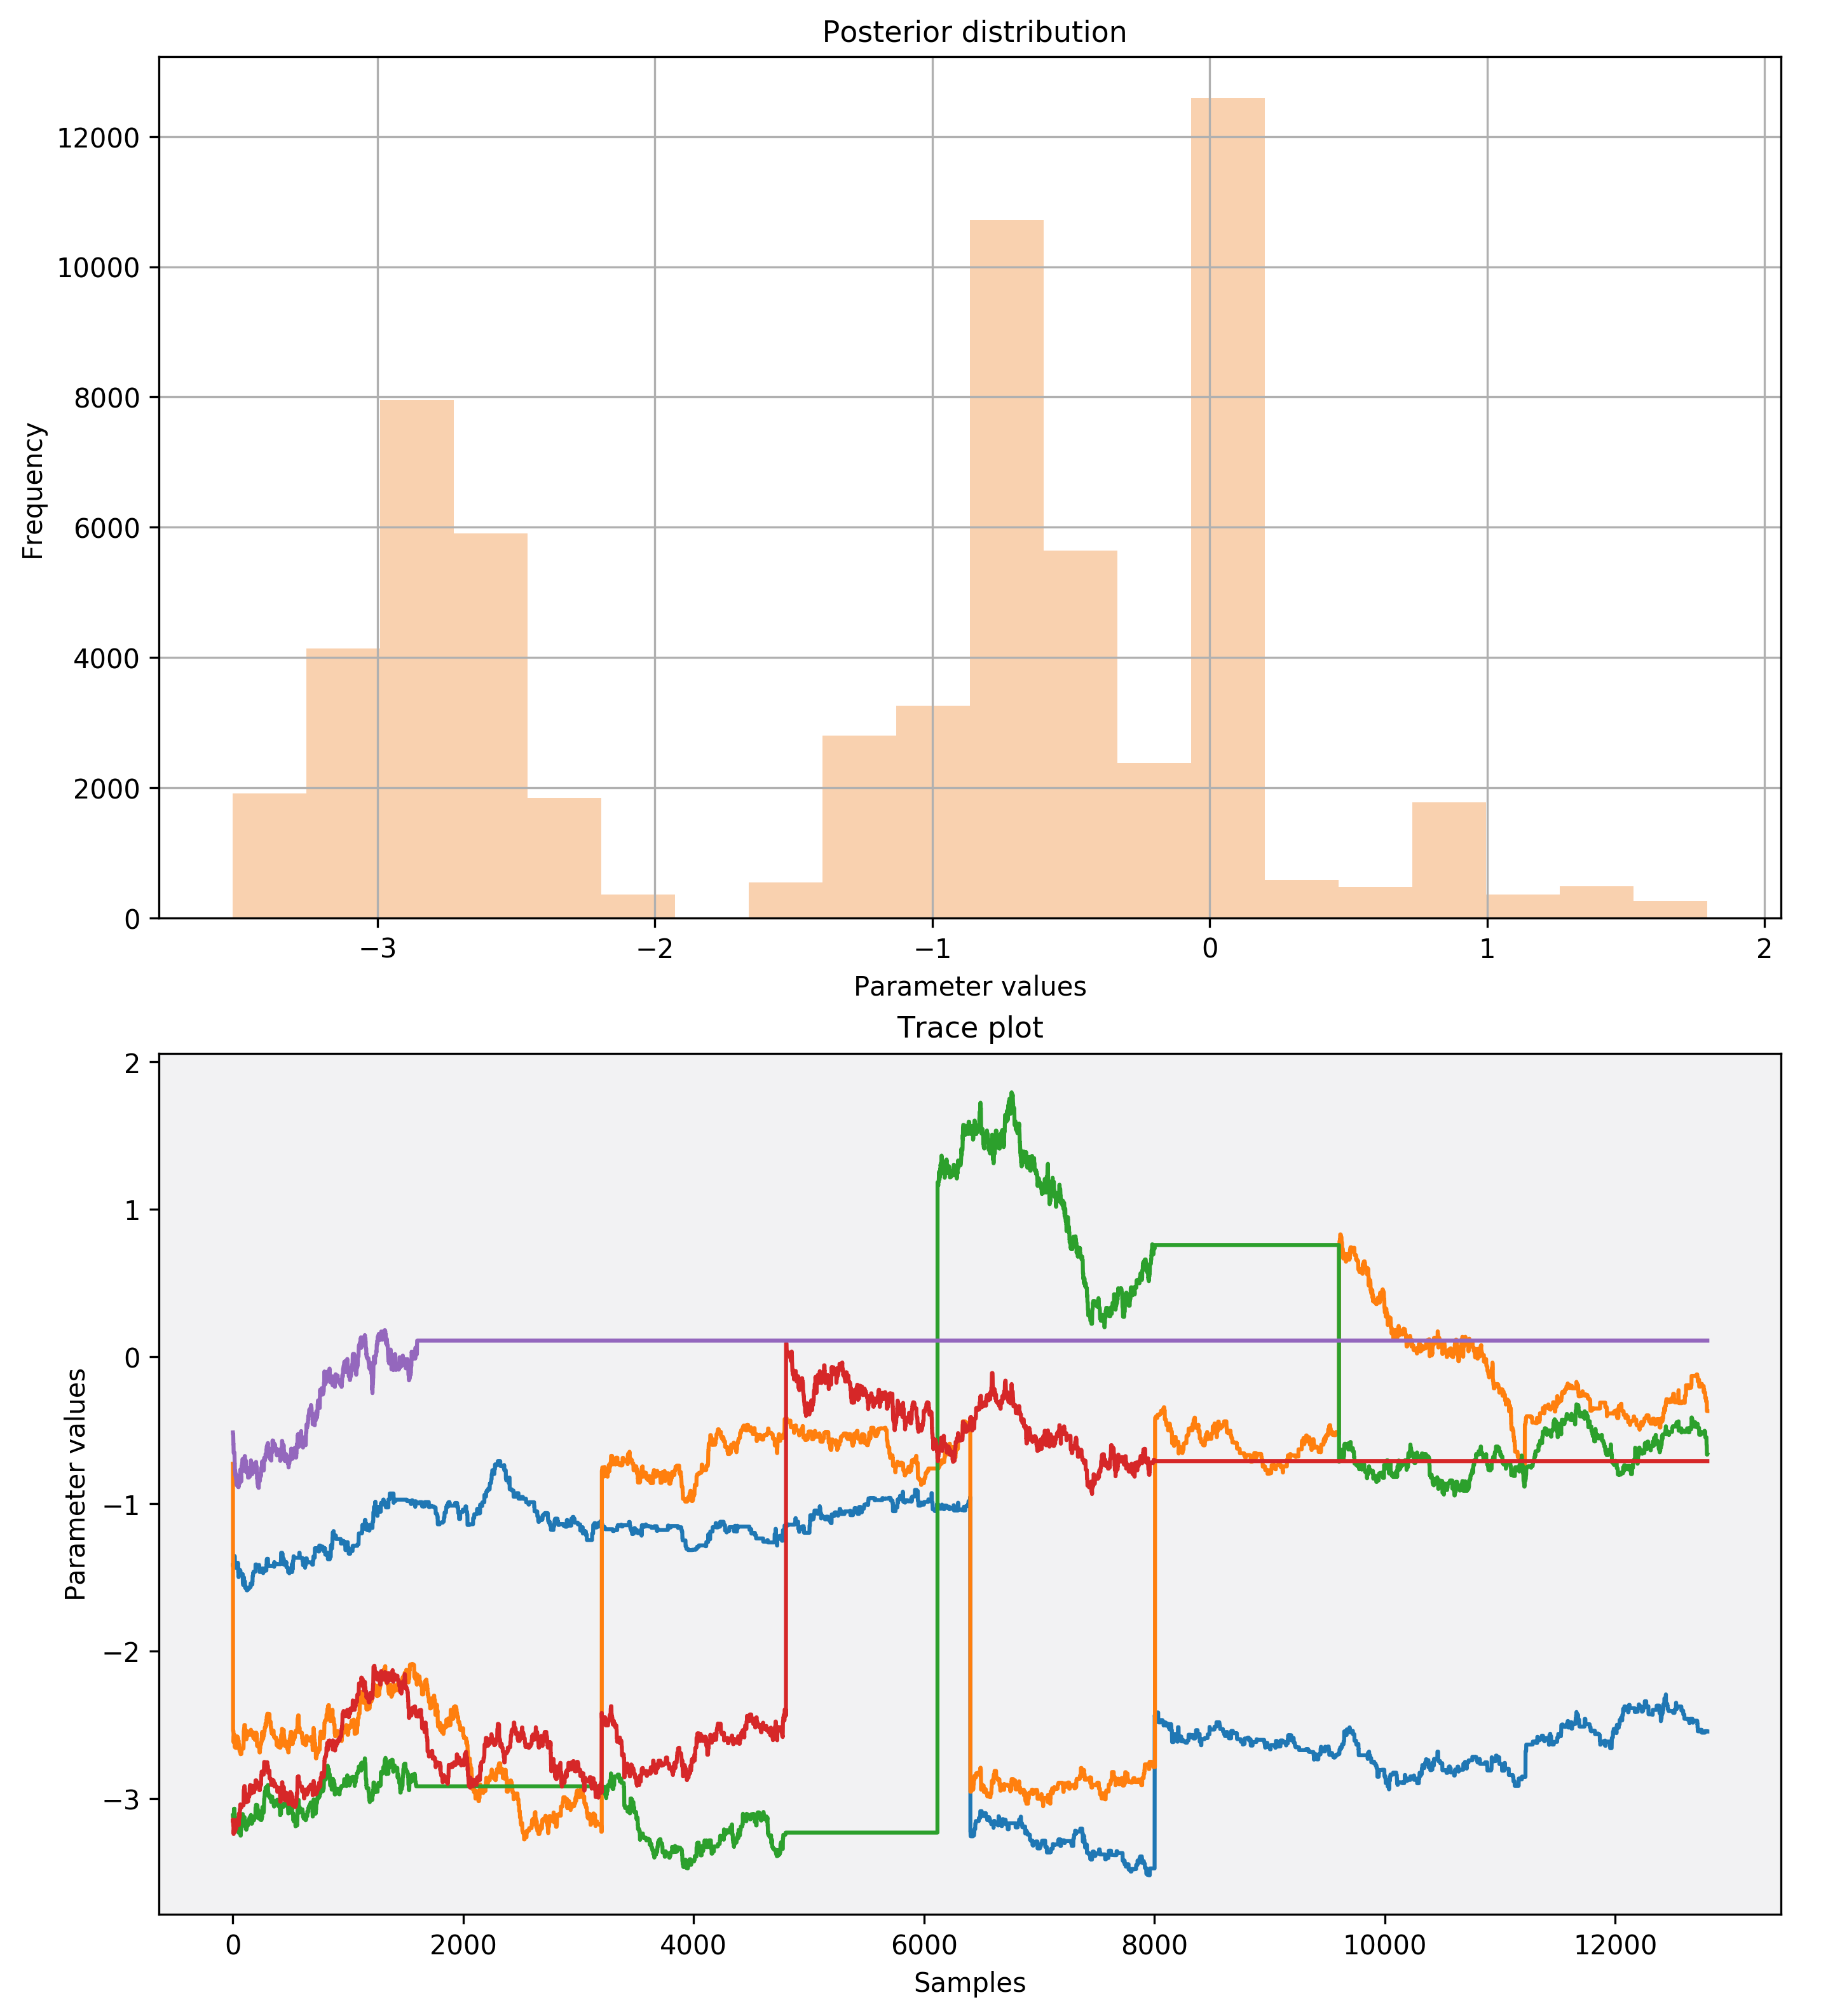 Posterior distribution
Frequency
12000
10000
8000
6000
4000
2000
0
−3 −2 −1 0 1 2
Parameter values
Trace plot
Parameter values
2
1
0
−1
−2
−3
0 2000 4000 6000 8000 10000 12000
Samples